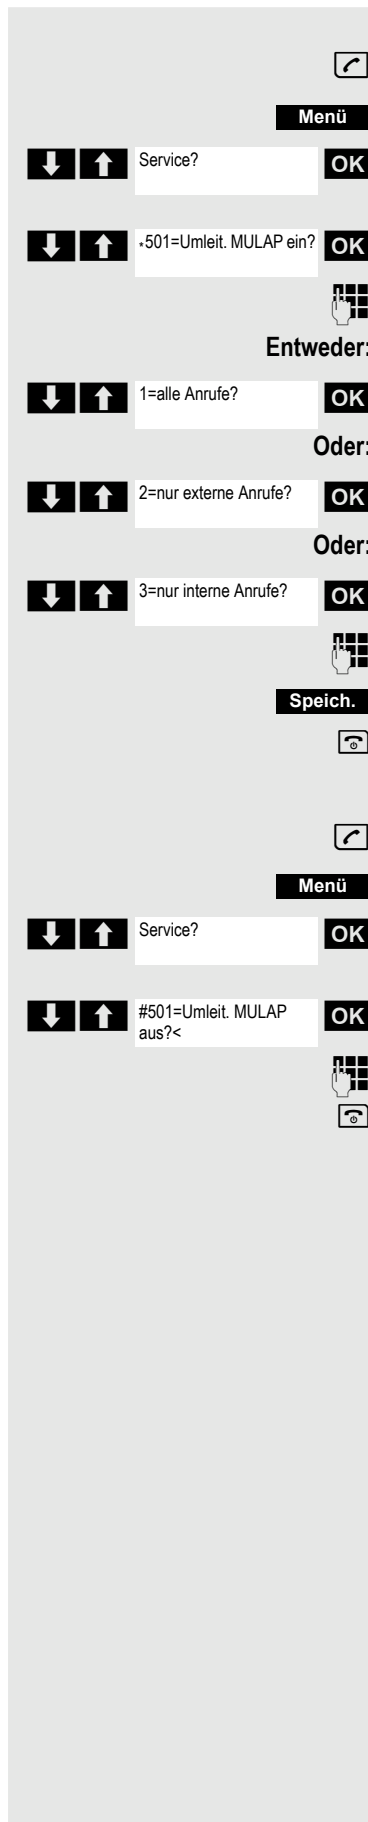 Menü
Service? OK
*501=Umleit. MULAP ein? OK
Entweder:
1=alle Anrufe? OK
Oder:
2=nur externe Anrufe? OK
Oder:
3=nur interne Anrufe? OK
Speich.
Menü
Service? OK
#501=Umleit. MULAP OK
aus?<